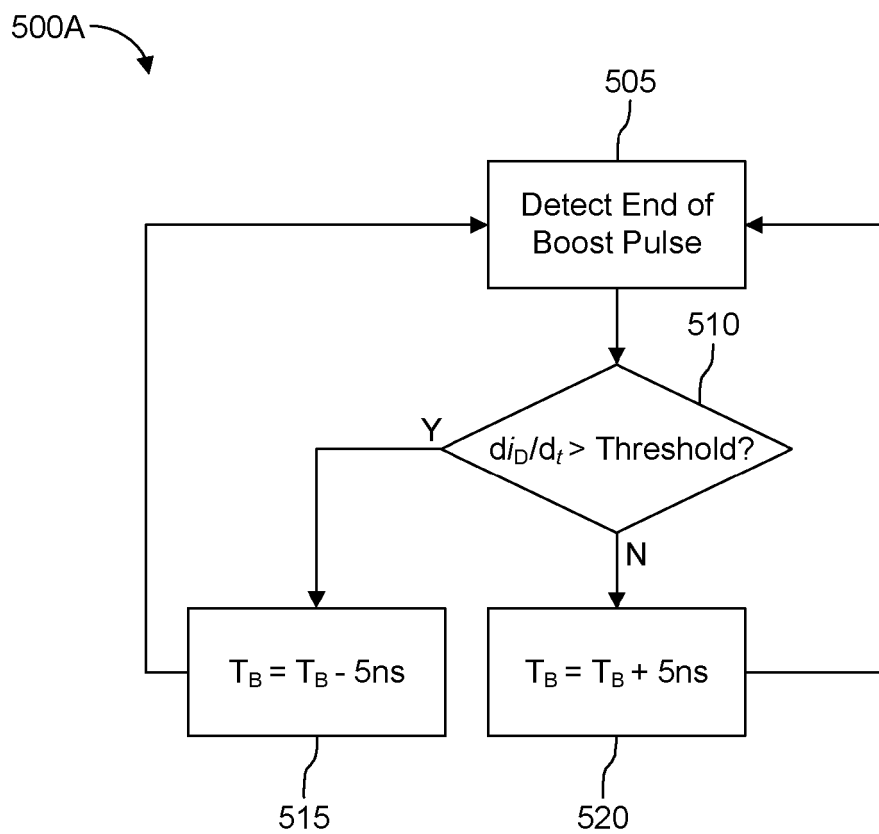 500A
505
Detect End of
Boost Pulse
510
Y
diD/dt > Threshold?
N
TB = TB - 5ns
TB = TB + 5ns
515
520